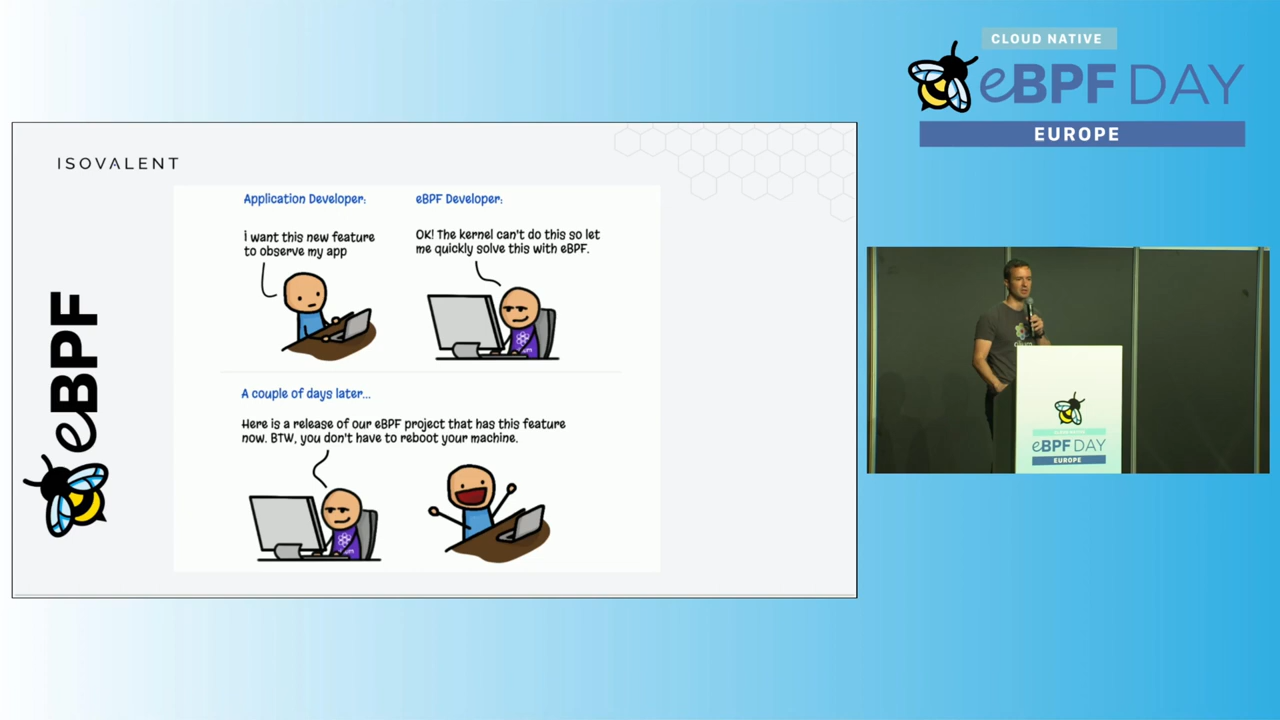 CLOUD NATIVE
eBPF DAY
EUROPE
ISOVALENT
eBPF
Application Developer:
i want this new feature
to observe my app
eBPF Developer:
OK! The kernel can't do this so let
me quickly solve this with eBPF.
A couple of days later...
Here is a release of our eBPF project that has this feature
now. BTW, you don't have to reboot your machine.
eBPF DAY
EUROPE